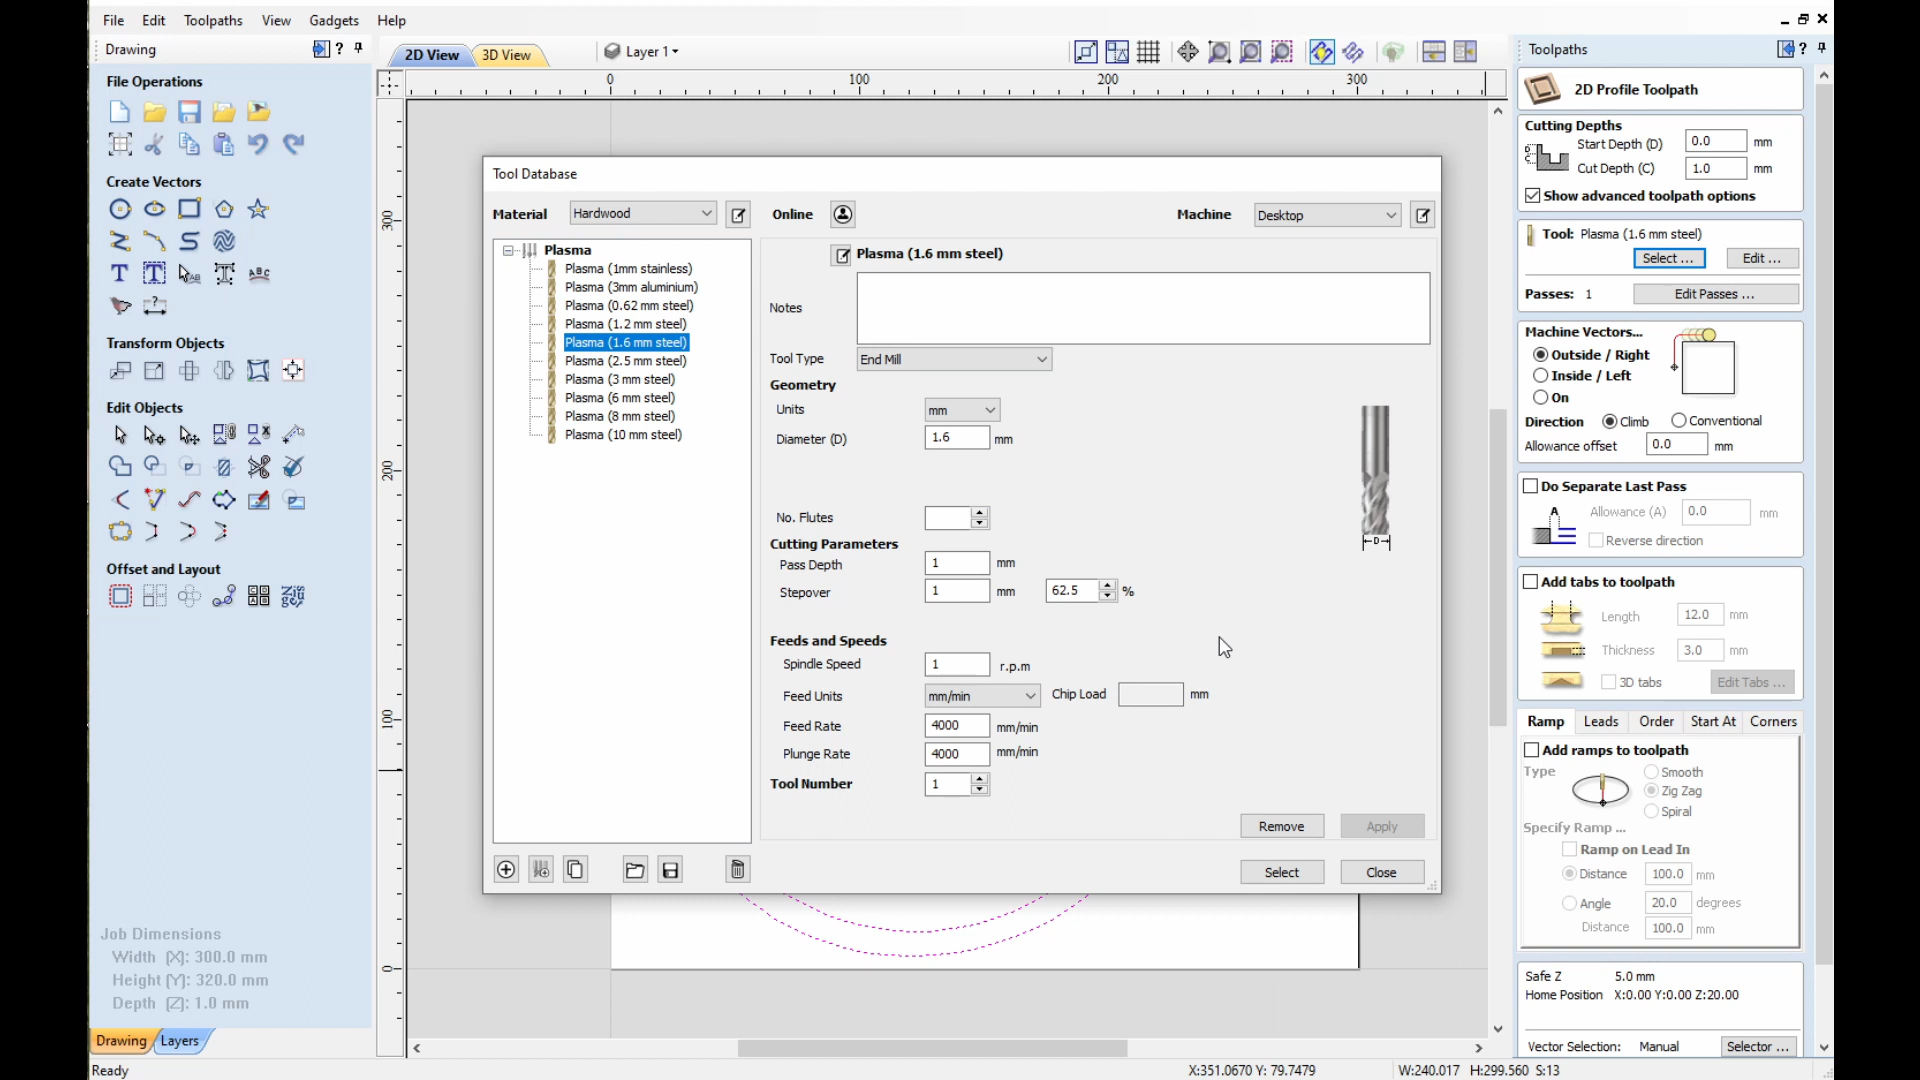 File Edit Toolpaths View Gadgets Help
Drawing ?
2D View 3D View Layer 1
Toolpaths ?
File Operations
Create Vectors
Transform Objects
Edit Objects
Offset and Layout
Job Dimensions
Width (X): 300.0 mm
Height (Y): 320.0 mm
Depth (Z): 1.0 mm
Drawing Layers
Ready
0 100 200 300
300
200
100
0
Tool Database
Material Hardwood Online Machine Desktop
Plasma
Plasma (1mm stainless)
Plasma (3mm aluminium)
Plasma (0.62 mm steel)
Plasma (1.2 mm steel)
Plasma (1.6 mm steel)
Plasma (2.5 mm steel)
Plasma (3 mm steel)
Plasma (6 mm steel)
Plasma (8 mm steel)
Plasma (10 mm steel)
Plasma (1.6 mm steel)
Notes
Tool Type End Mill
Geometry
Units mm
Diameter (D) 1.6 mm
D
No. Flutes
Cutting Parameters
Pass Depth 1 mm
Stepover 1 mm 62.5 %
Feeds and Speeds
Spindle Speed 1 r.p.m
Feed Units mm/min Chip Load mm
Feed Rate 4000 mm/min
Plunge Rate 4000 mm/min
Tool Number 1
Remove Apply
Select Close
2D Profile Toolpath
Cutting Depths
Start Depth (D) 0.0 mm
Cut Depth (C) 1.0 mm
Show advanced toolpath options
Tool: Plasma (1.6 mm steel)
Select ... Edit ...
Passes: 1 Edit Passes ...
Machine Vectors...
Outside / Right
Inside / Left
On
Direction Climb Conventional
Allowance offset 0.0 mm
Do Separate Last Pass
A Allowance (A) 0.0 mm
Reverse direction
Add tabs to toolpath
Length 12.0 mm
Thickness 3.0 mm
3D tabs Edit Tabs ...
Ramp Leads Order Start At Corners
Add ramps to toolpath
Type Smooth
Zig Zag
Spiral
Specify Ramp ...
Ramp on Lead In
Distance 100.0 mm
Angle 20.0 degrees
Distance 100.0 mm
Safe Z 5.0 mm
Home Position X:0.00 Y:0.00 Z:20.00
Vector Selection: Manual Selector ...
X:351.0670 Y: 79.7479 W:240.017 H:299.560 S:13